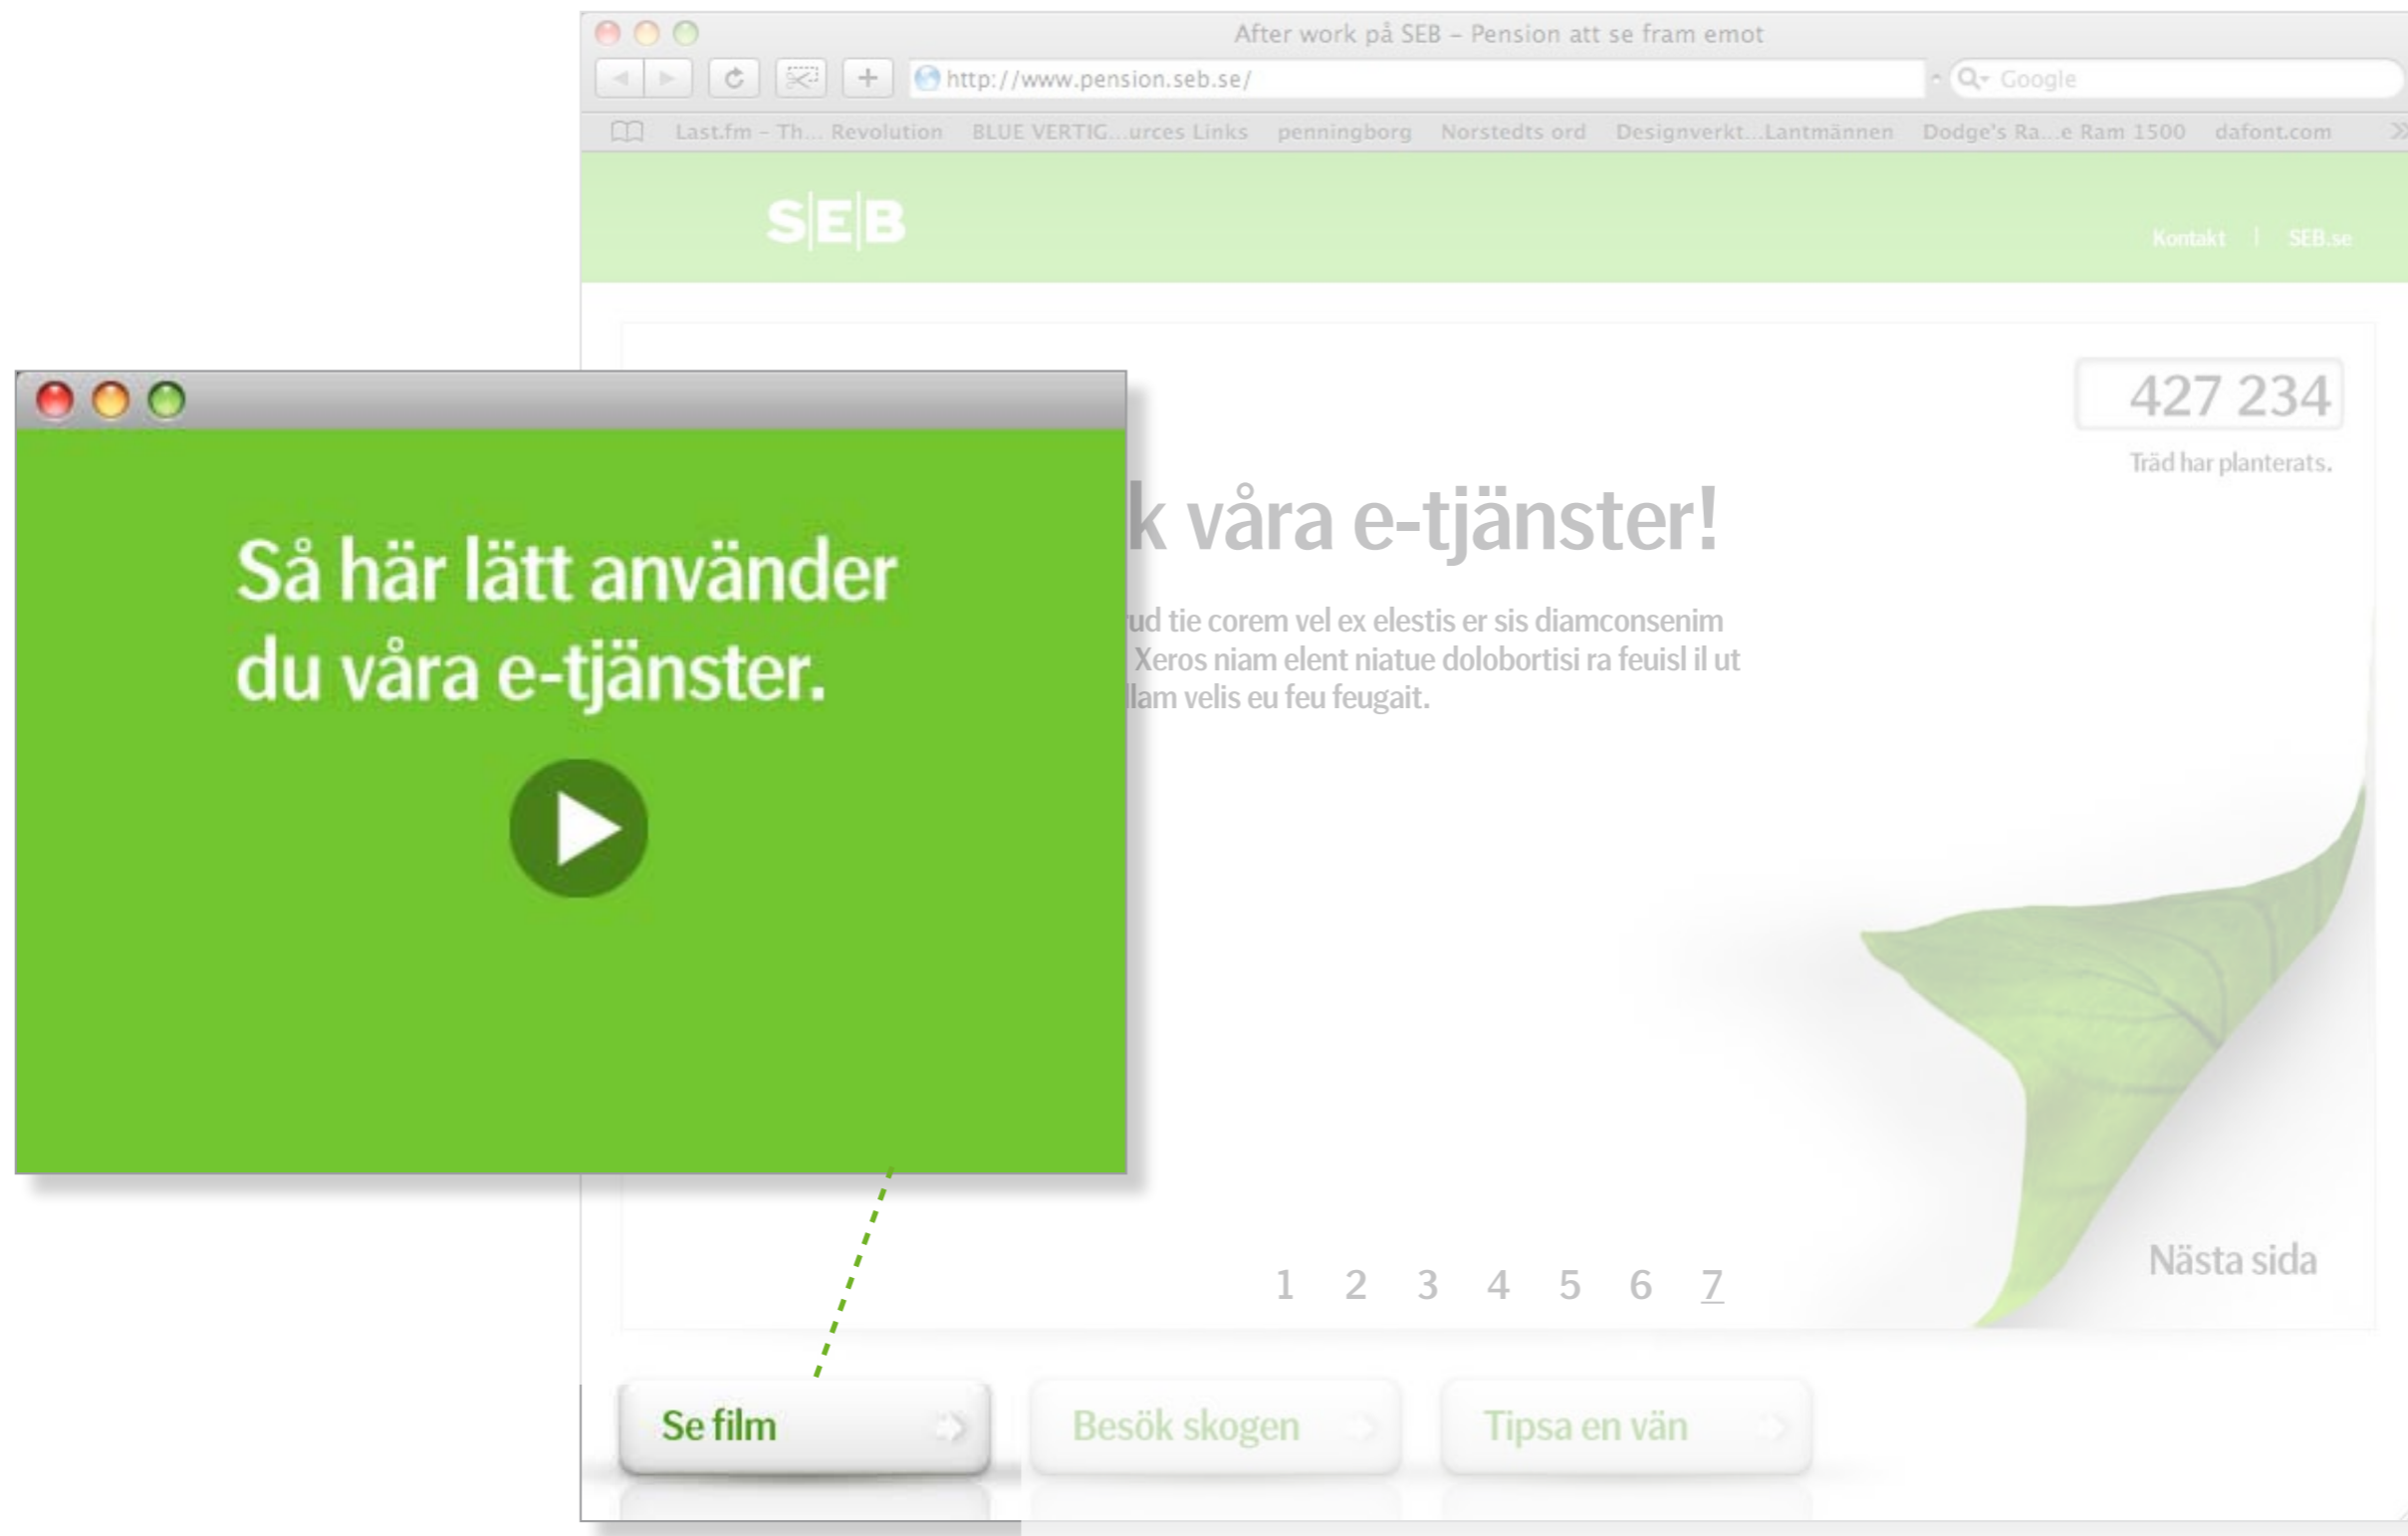 After work på SEB – Pension att se fram emot
http://www.pension.seb.se/
Google
Last.fm – Th... Revolution BLUE VERTIG...urces Links penningborg Norstedts ord Designverkt...Lantmännen Dodge's Ra...e Ram 1500 dafont.com
SEB
Kontakt | SEB.se
427 234
Träd har planterats.
k våra e-tjänster!
rud tie corem vel ex elestis er sis diamconsenim
Xeros niam elent niatue dolobortisi ra feuisl il ut
llam velis eu feu feugait.
Så här lätt använder
du våra e-tjänster.
1 2 3 4 5 6 7
Nästa sida
Se film
Besök skogen
Tipsa en vän